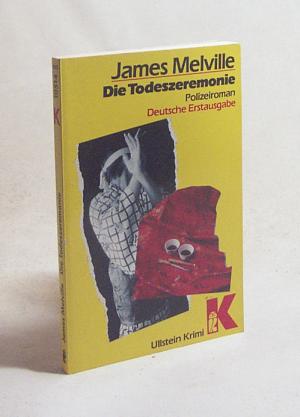 James Melville
Die Todeszeremonie
Polizeiroman
Deutsche Erstausgabe
Ullstein Krimi
K
James Melville Die Todeszeremonie
K